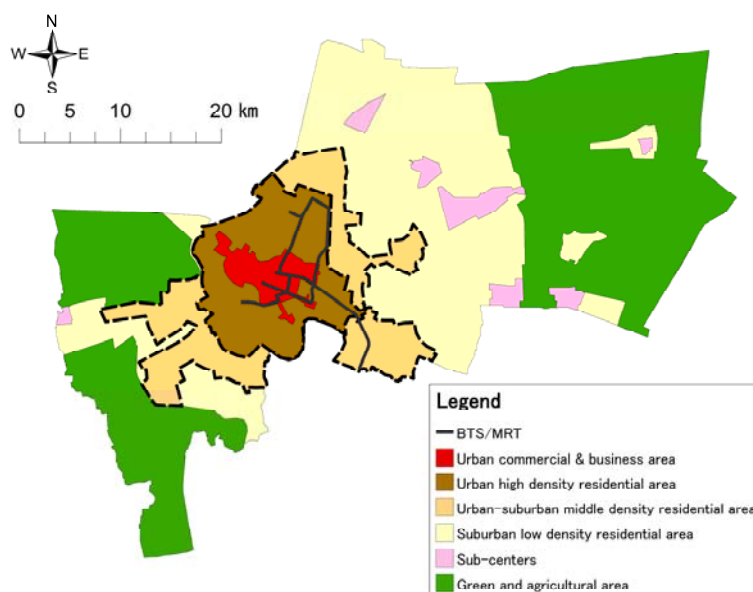 N
W E
S
0 5 10 20 km
Legend
BTS/MRT
Urban commercial & business area
Urban high density residential area
Urban-suburban middle density residential area
Suburban low density residential area
Sub-centers
Green and agricultural area